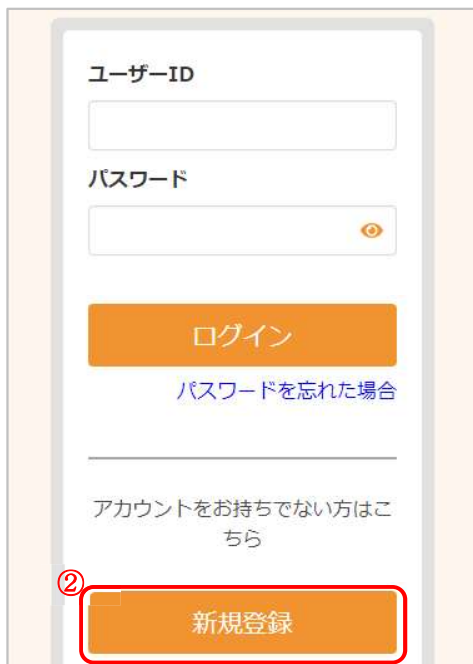 ユーザーID
パスワード
ログイン
パスワードを忘れた場合
アカウントをお持ちでない方はこ
ちら
②
新規登録